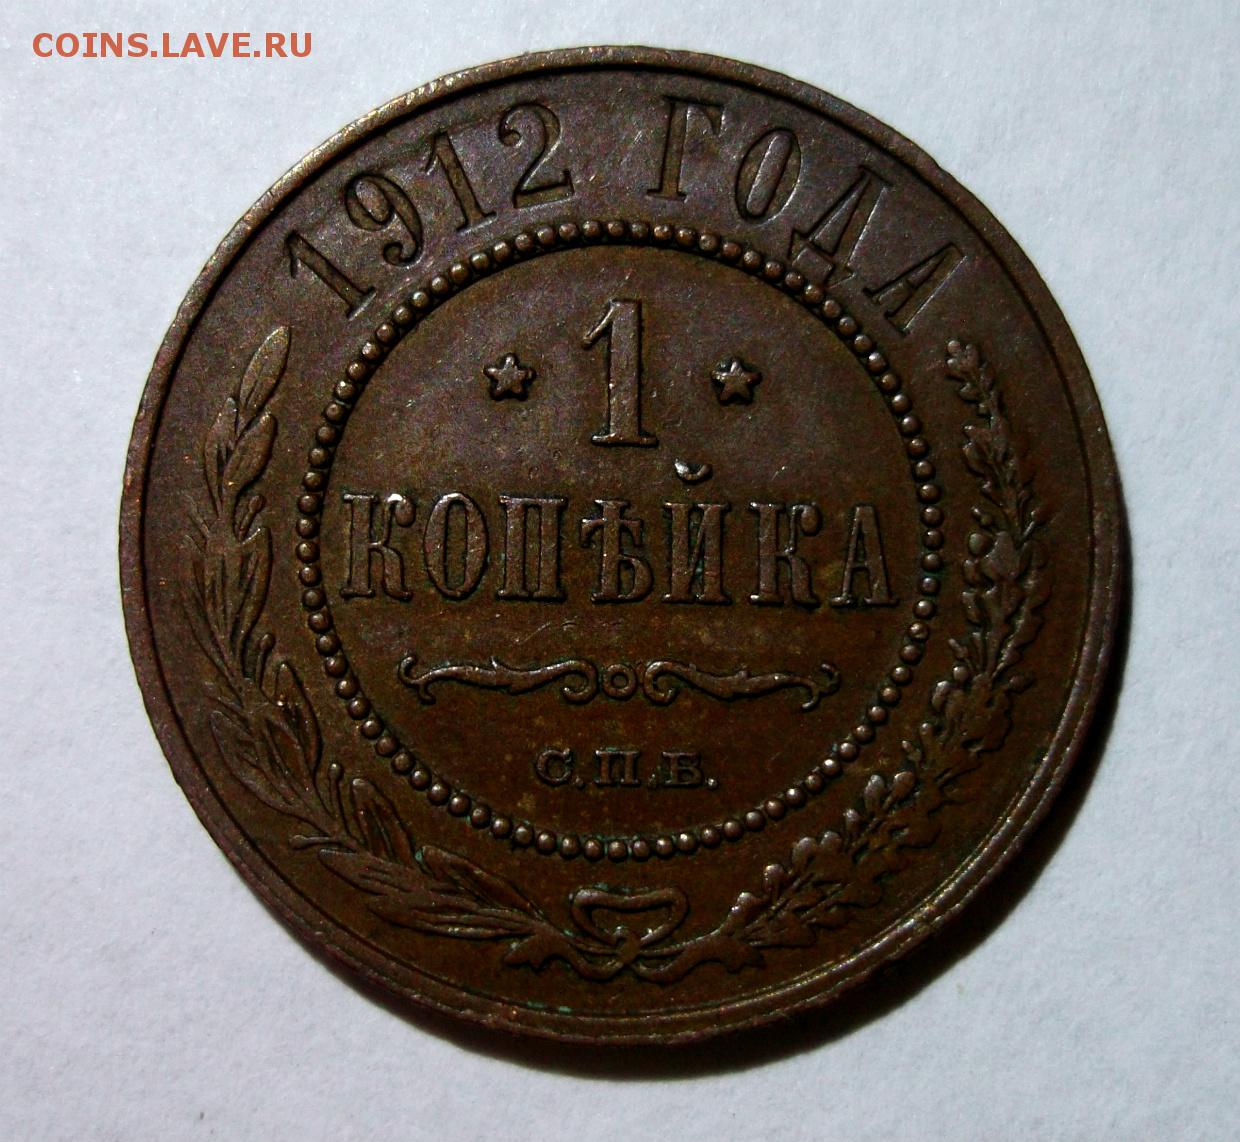 COINS.LAVE.RU
1912 ГОДА
1
КОПѢЙКА
С.П.Б.